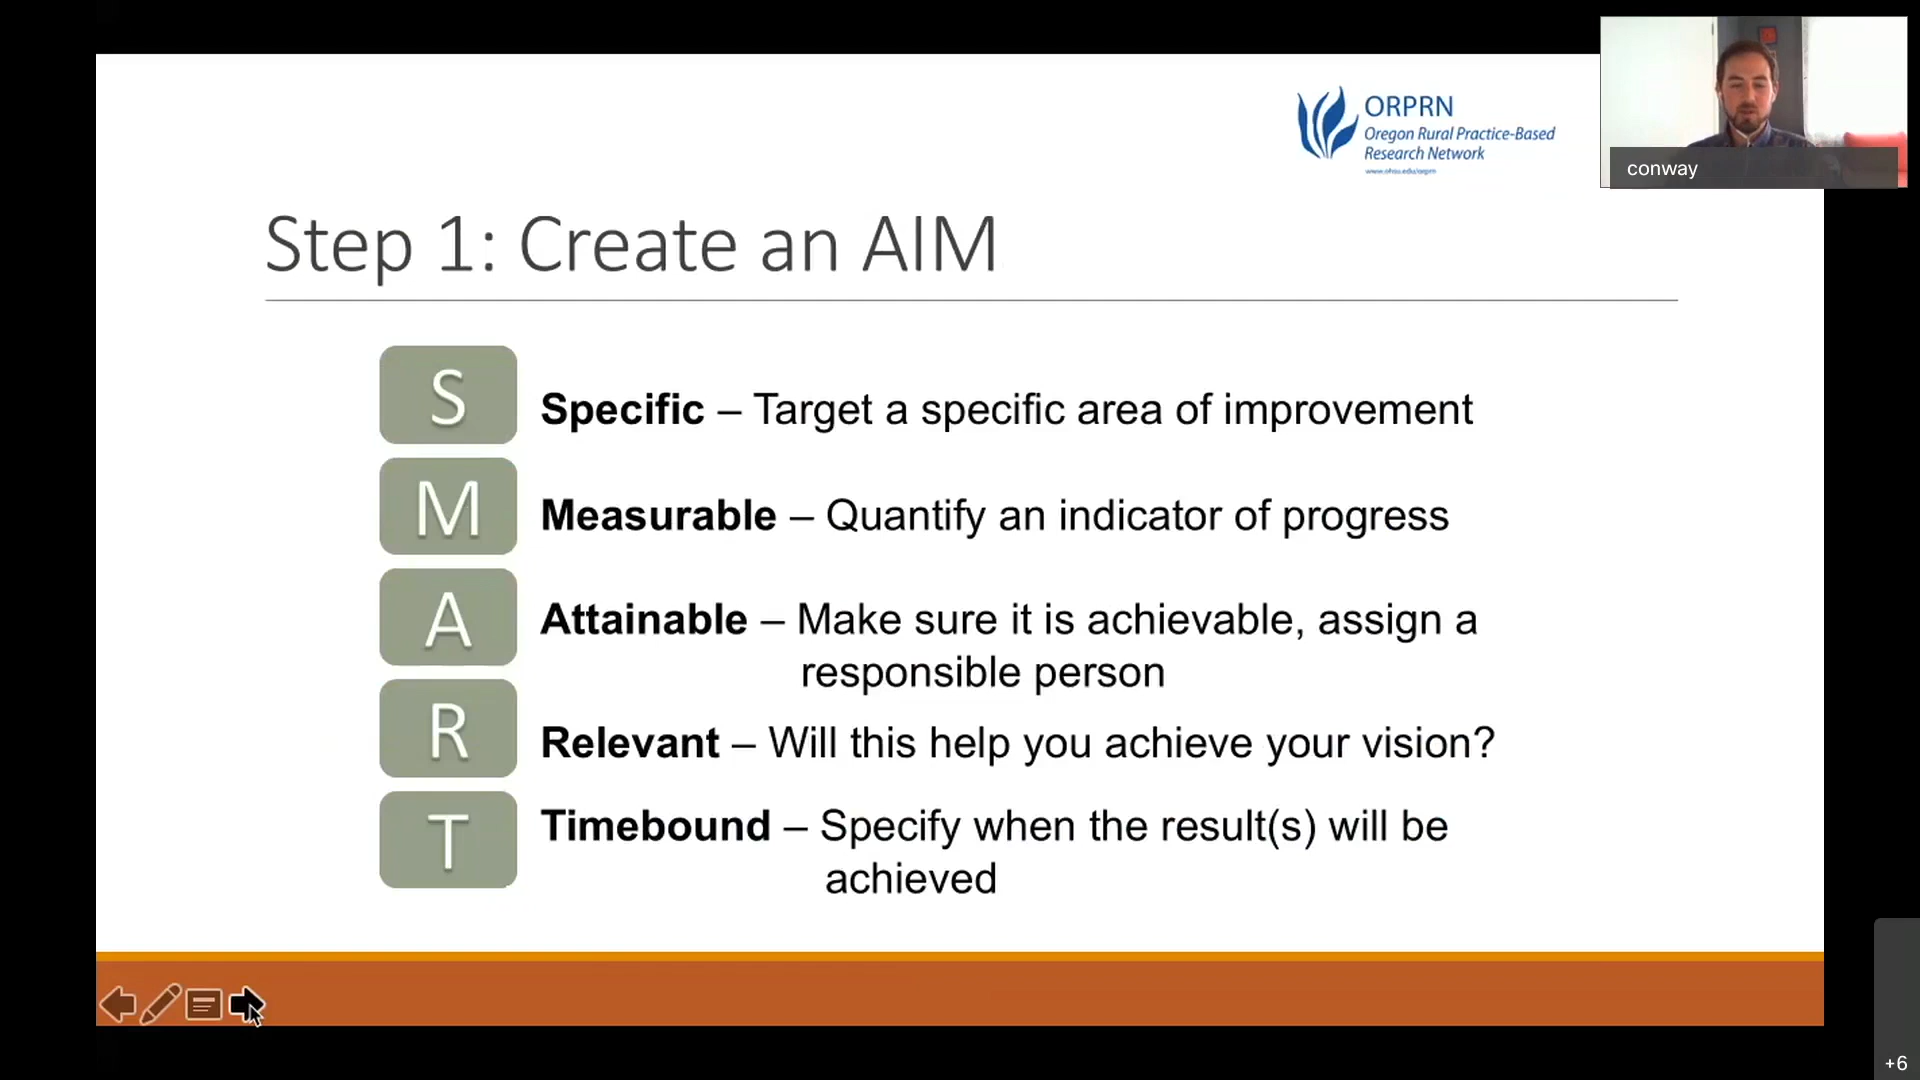 ORPRN
Oregon Rural Practice-Based
Research Network
www.ohsu.edu/orprn
conway
Step 1: Create an AIM
S
Specific – Target a specific area of improvement
M
Measurable – Quantify an indicator of progress
A
Attainable – Make sure it is achievable, assign a
responsible person
R
Relevant – Will this help you achieve your vision?
T
Timebound – Specify when the result(s) will be
achieved
+6